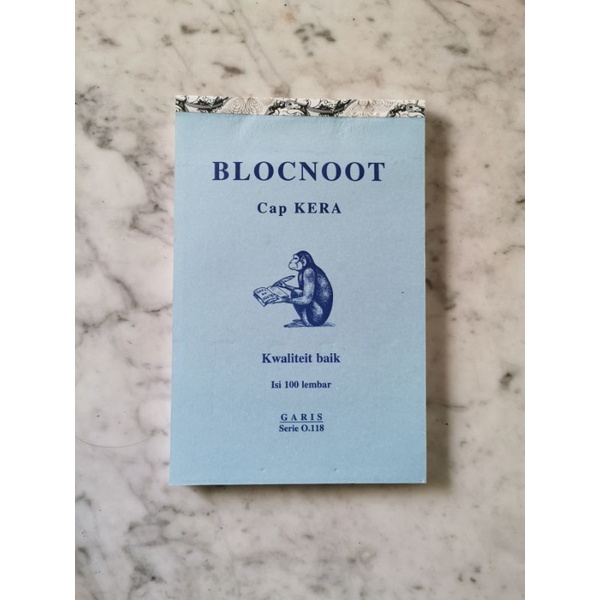 BLOCNOOT
Cap KERA
Kwaliteit baik
Isi 100 lembar
GARIS
Serie O.118